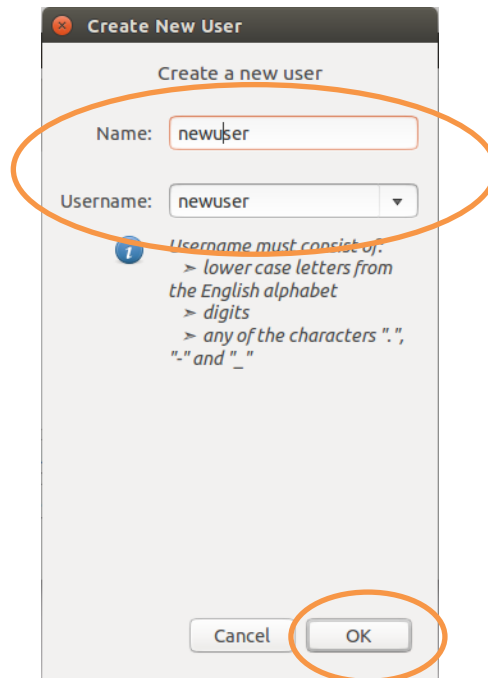 Create New User
Create a new user
Name: newuser
Username: newuser
Username must consist of:
➣ lower case letters from
the English alphabet
➣ digits
➣ any of the characters ".",
"-" and "_"
Cancel OK